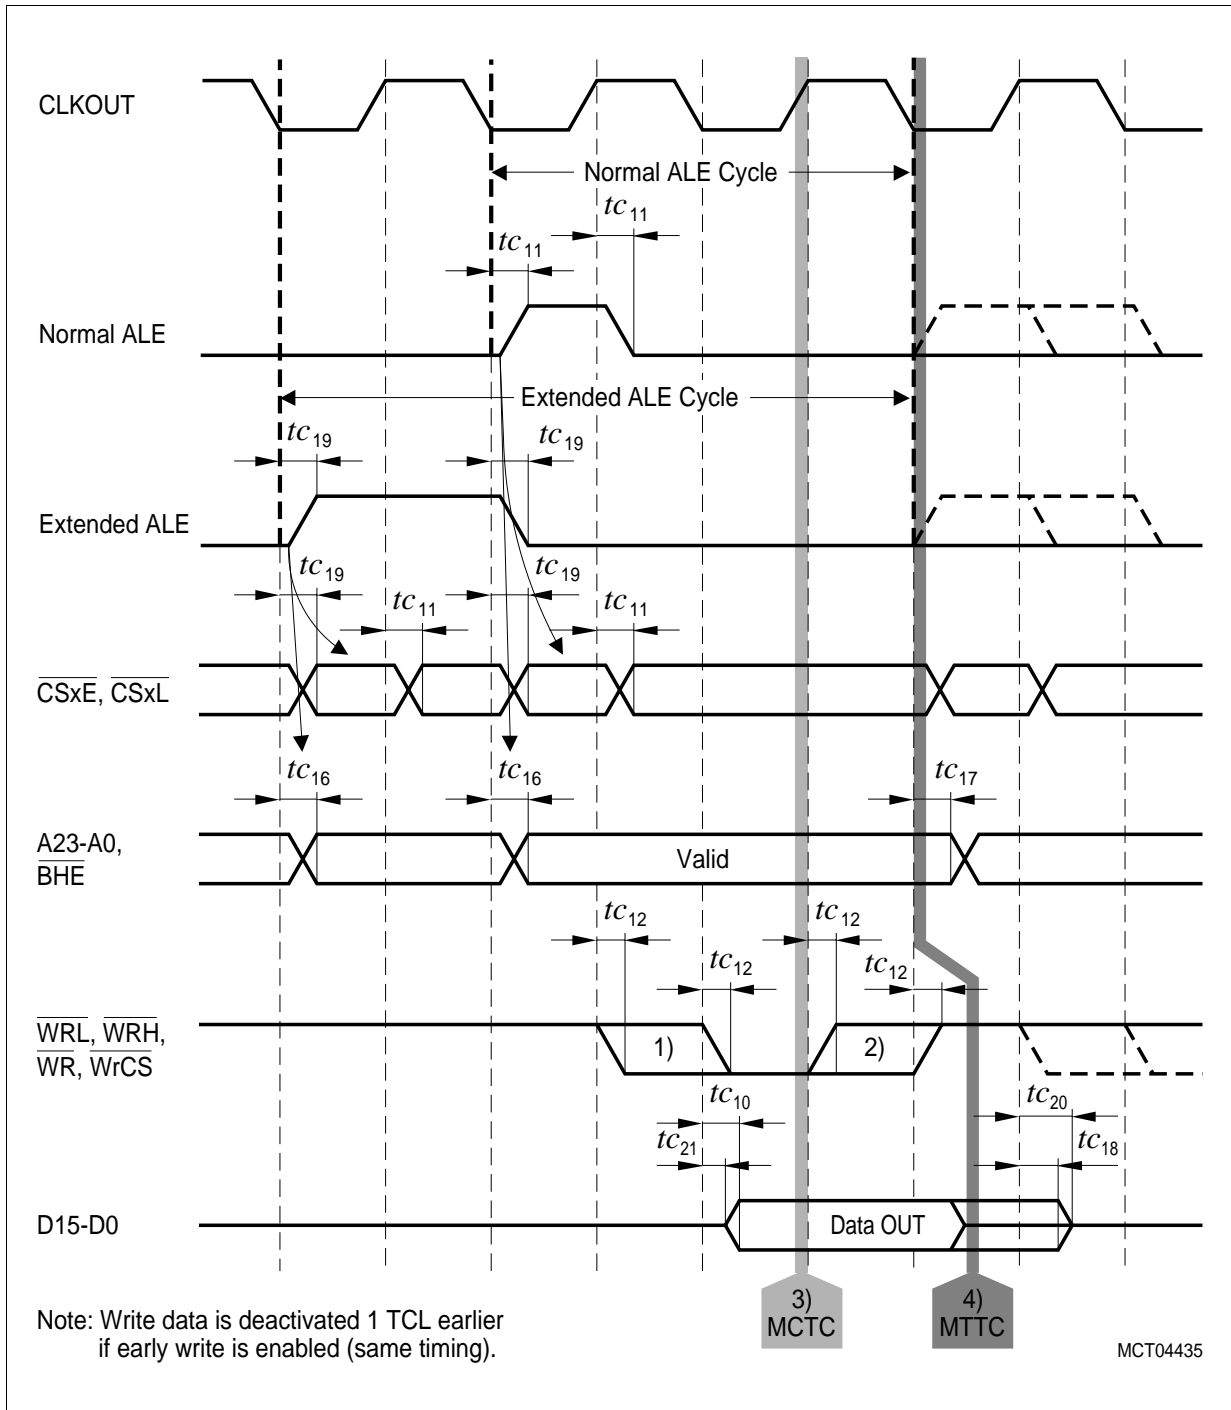 CLKOUT
Normal ALE Cycle
tc11
tc11
Normal ALE
Extended ALE Cycle
tc19
tc19
Extended ALE
tc19
tc19
tc11
tc11
CSxE, CSxL
tc16
tc16
tc17
A23-A0,
BHE
Valid
tc12
tc12
tc12
tc12
WRL, WRH,
WR, WrCS
1)
2)
tc10
tc20
tc21
tc18
D15-D0
Data OUT
3)
MCTC
4)
MTTC
Note: Write data is deactivated 1 TCL earlier
if early write is enabled (same timing).
MCT04435